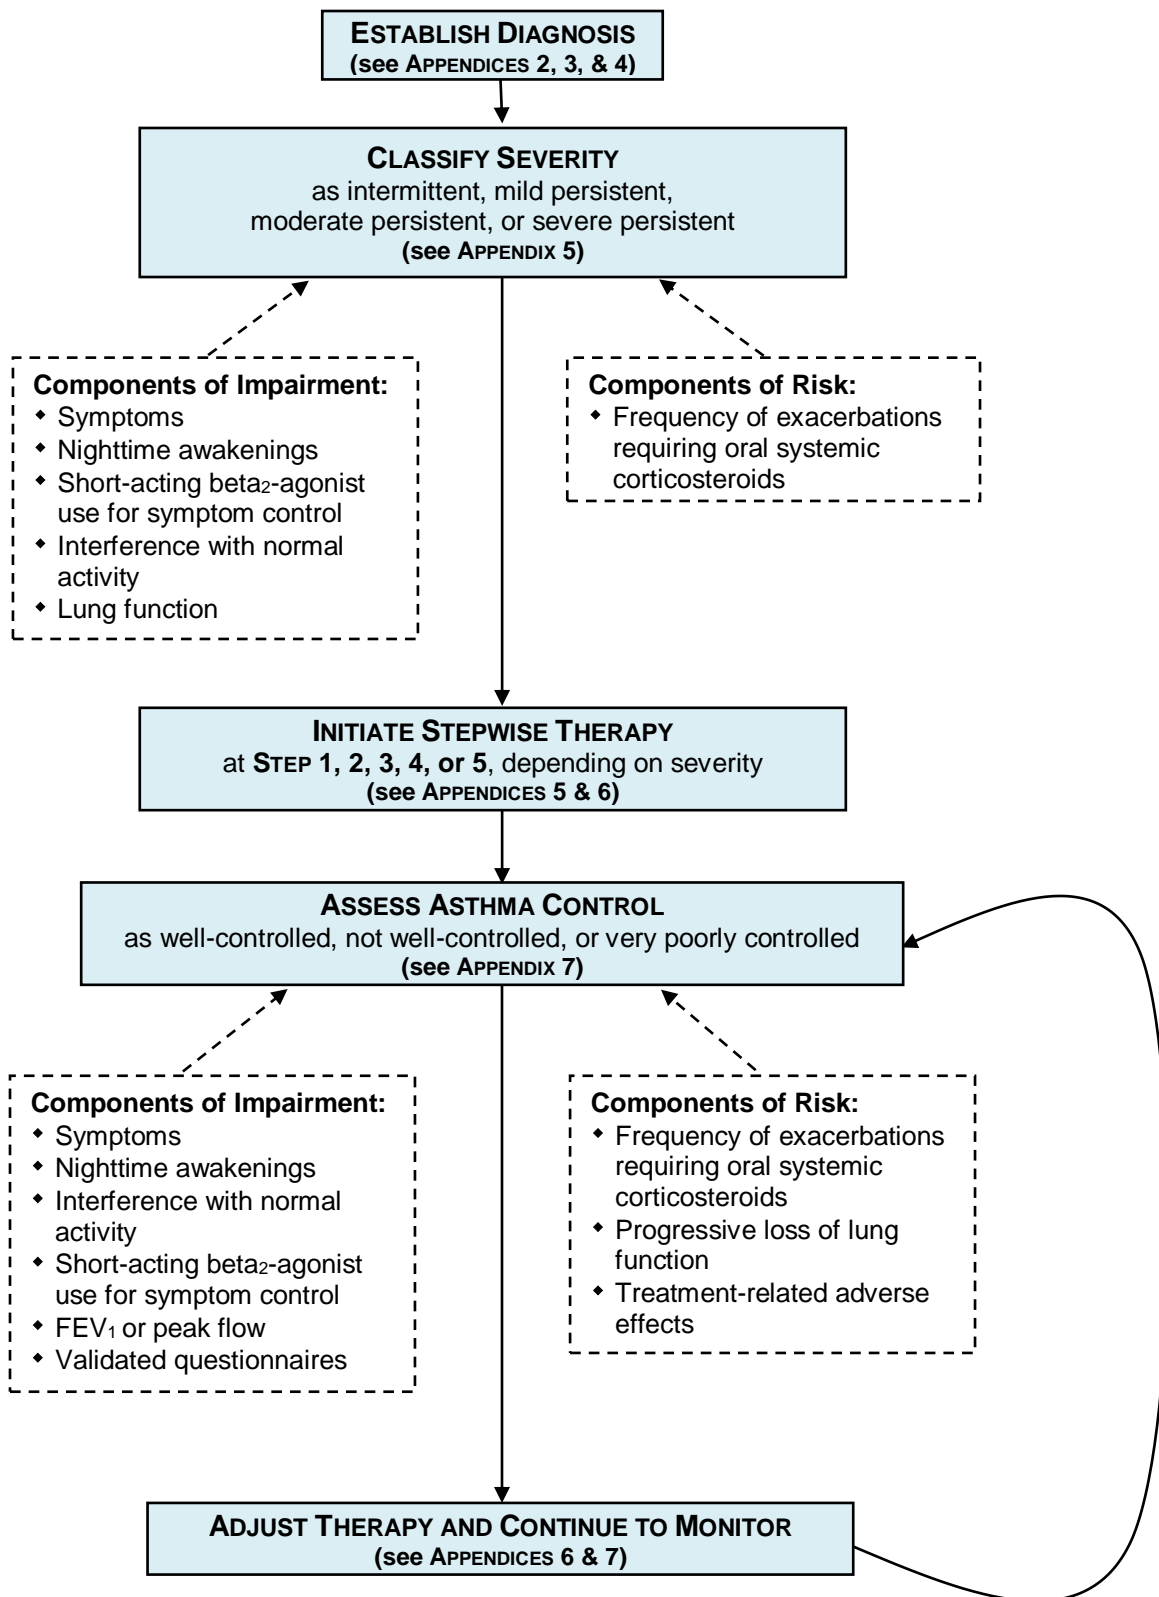 ESTABLISH DIAGNOSIS
(see APPENDICES 2, 3, & 4)
CLASSIFY SEVERITY
as intermittent, mild persistent,
moderate persistent, or severe persistent
(see APPENDIX 5)
Components of Impairment:
◆ Symptoms
◆ Nighttime awakenings
◆ Short-acting beta₂-agonist
use for symptom control
◆ Interference with normal
activity
◆ Lung function
Components of Risk:
◆ Frequency of exacerbations
requiring oral systemic
corticosteroids
INITIATE STEPWISE THERAPY
at STEP 1, 2, 3, 4, or 5, depending on severity
(see APPENDICES 5 & 6)
ASSESS ASTHMA CONTROL
as well-controlled, not well-controlled, or very poorly controlled
(see APPENDIX 7)
Components of Impairment:
◆ Symptoms
◆ Nighttime awakenings
◆ Interference with normal
activity
◆ Short-acting beta₂-agonist
use for symptom control
◆ FEV₁ or peak flow
◆ Validated questionnaires
Components of Risk:
◆ Frequency of exacerbations
requiring oral systemic
corticosteroids
◆ Progressive loss of lung
function
◆ Treatment-related adverse
effects
ADJUST THERAPY AND CONTINUE TO MONITOR
(see APPENDICES 6 & 7)